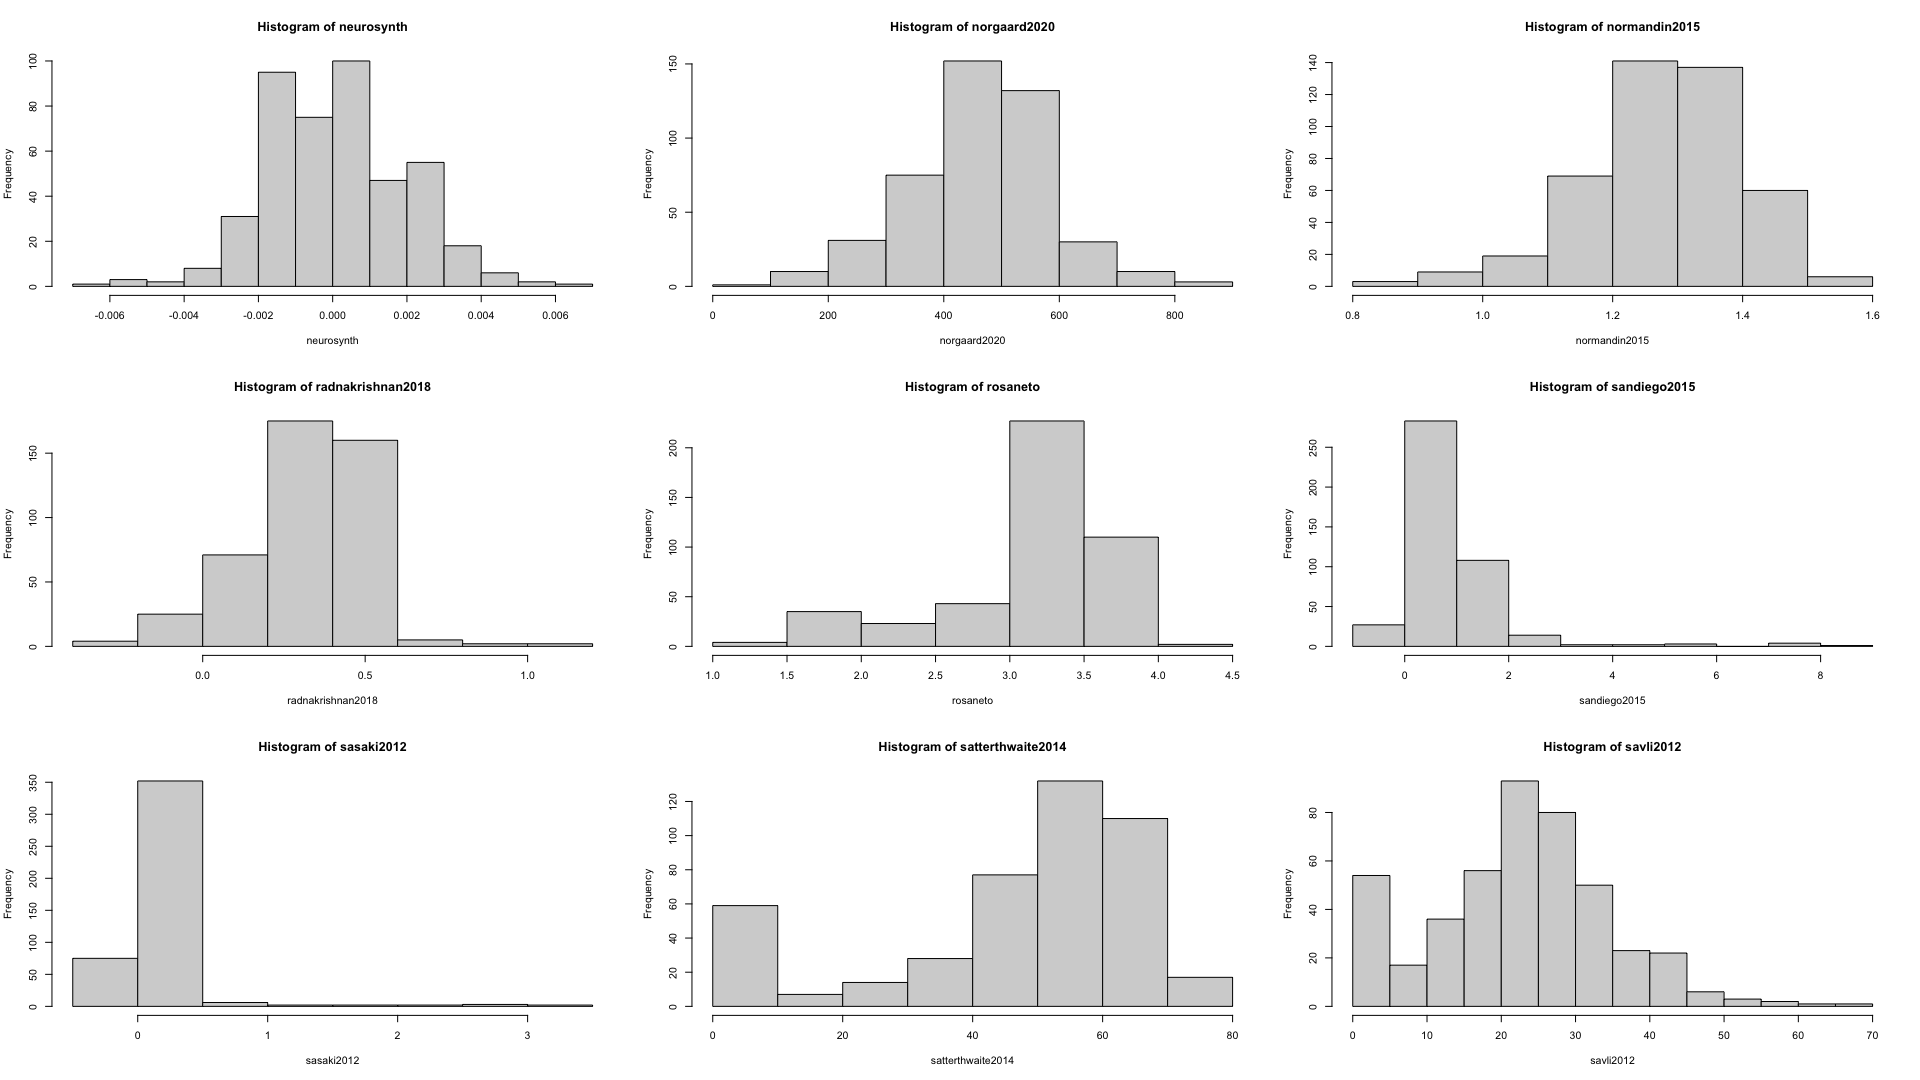 Histogram of neurosynth
Frequency
0 20 40 60 80 100
-0.006 -0.004 -0.002 0.000 0.002 0.004 0.006
neurosynth
Histogram of norgaard2020
Frequency
0 50 100 150
0 200 400 600 800
norgaard2020
Histogram of normandin2015
Frequency
0 20 40 60 80 100 120 140
0.8 1.0 1.2 1.4 1.6
normandin2015
Histogram of radnakrishnan2018
Frequency
0 50 100 150
0.0 0.5 1.0
radnakrishnan2018
Histogram of rosaneto
Frequency
0 50 100 150 200
1.0 1.5 2.0 2.5 3.0 3.5 4.0 4.5
rosaneto
Histogram of sandiego2015
Frequency
0 50 100 150 200 250
0 2 4 6 8
sandiego2015
Histogram of sasaki2012
Frequency
0 50 100 150 200 250 300 350
0 1 2 3
sasaki2012
Histogram of satterthwaite2014
Frequency
0 20 40 60 80 100 120
0 20 40 60 80
satterthwaite2014
Histogram of savli2012
Frequency
0 20 40 60 80
0 10 20 30 40 50 60 70
savli2012